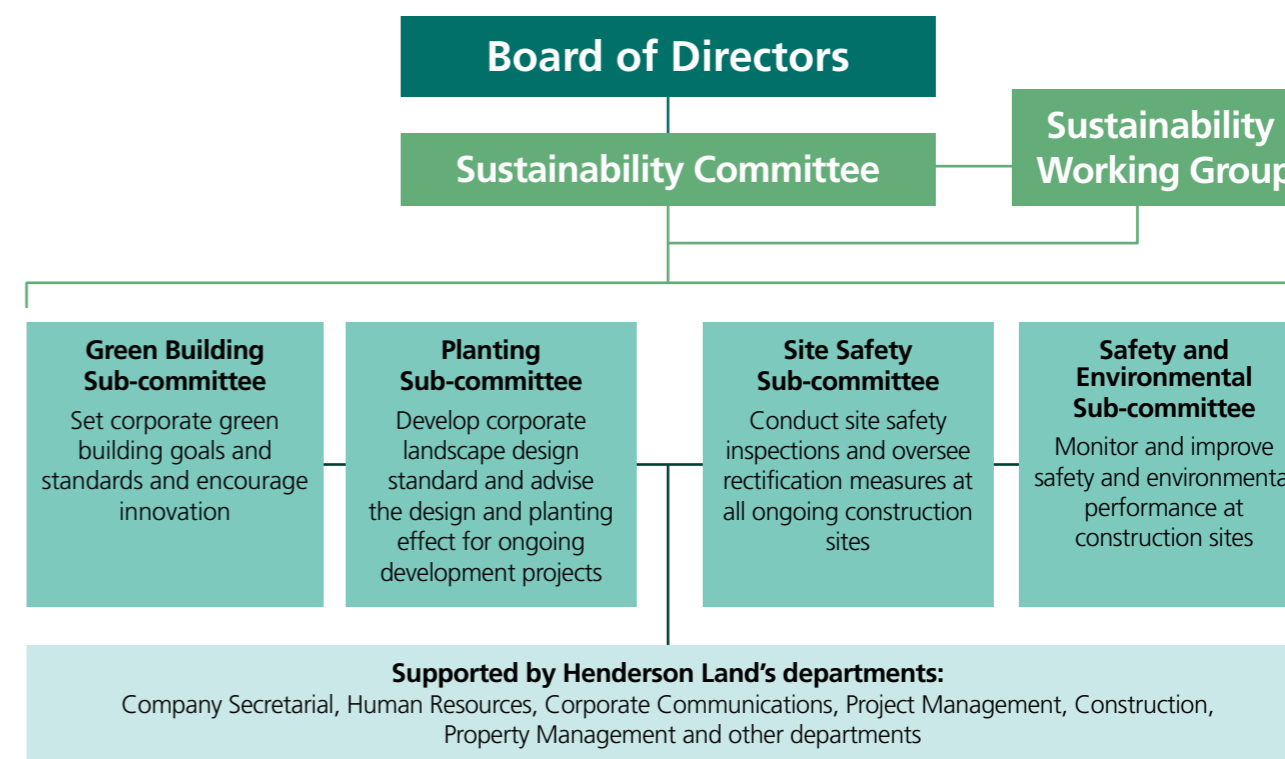 Board of Directors
Sustainability Committee
Sustainability
Working Group
Green Building
Sub-committee
Set corporate green
building goals and
standards and encourage
innovation
Planting
Sub-committee
Develop corporate
landscape design
standard and advise
the design and planting
effect for ongoing
development projects
Site Safety
Sub-committee
Conduct site safety
inspections and oversee
rectification measures at
all ongoing construction
sites
Safety and
Environmental
Sub-committee
Monitor and improve
safety and environmenta
performance at
construction sites
Supported by Henderson Land’s departments:
Company Secretarial, Human Resources, Corporate Communications, Project Management, Construction,
Property Management and other departments